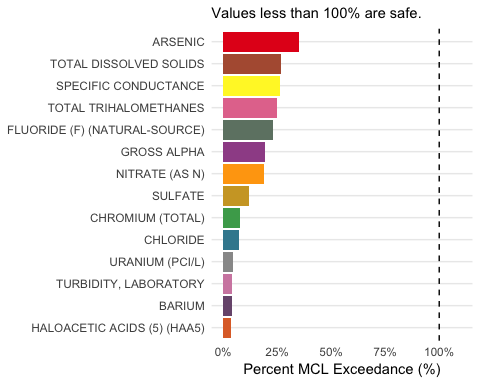 Values less than 100% are safe.
ARSENIC
TOTAL DISSOLVED SOLIDS
SPECIFIC CONDUCTANCE
TOTAL TRIHALOMETHANES
FLUORIDE (F) (NATURAL-SOURCE)
GROSS ALPHA
NITRATE (AS N)
SULFATE
CHROMIUM (TOTAL)
CHLORIDE
URANIUM (PCI/L)
TURBIDITY, LABORATORY
BARIUM
HALOACETIC ACIDS (5) (HAA5)
0% 25% 50% 75% 100%
Percent MCL Exceedance (%)